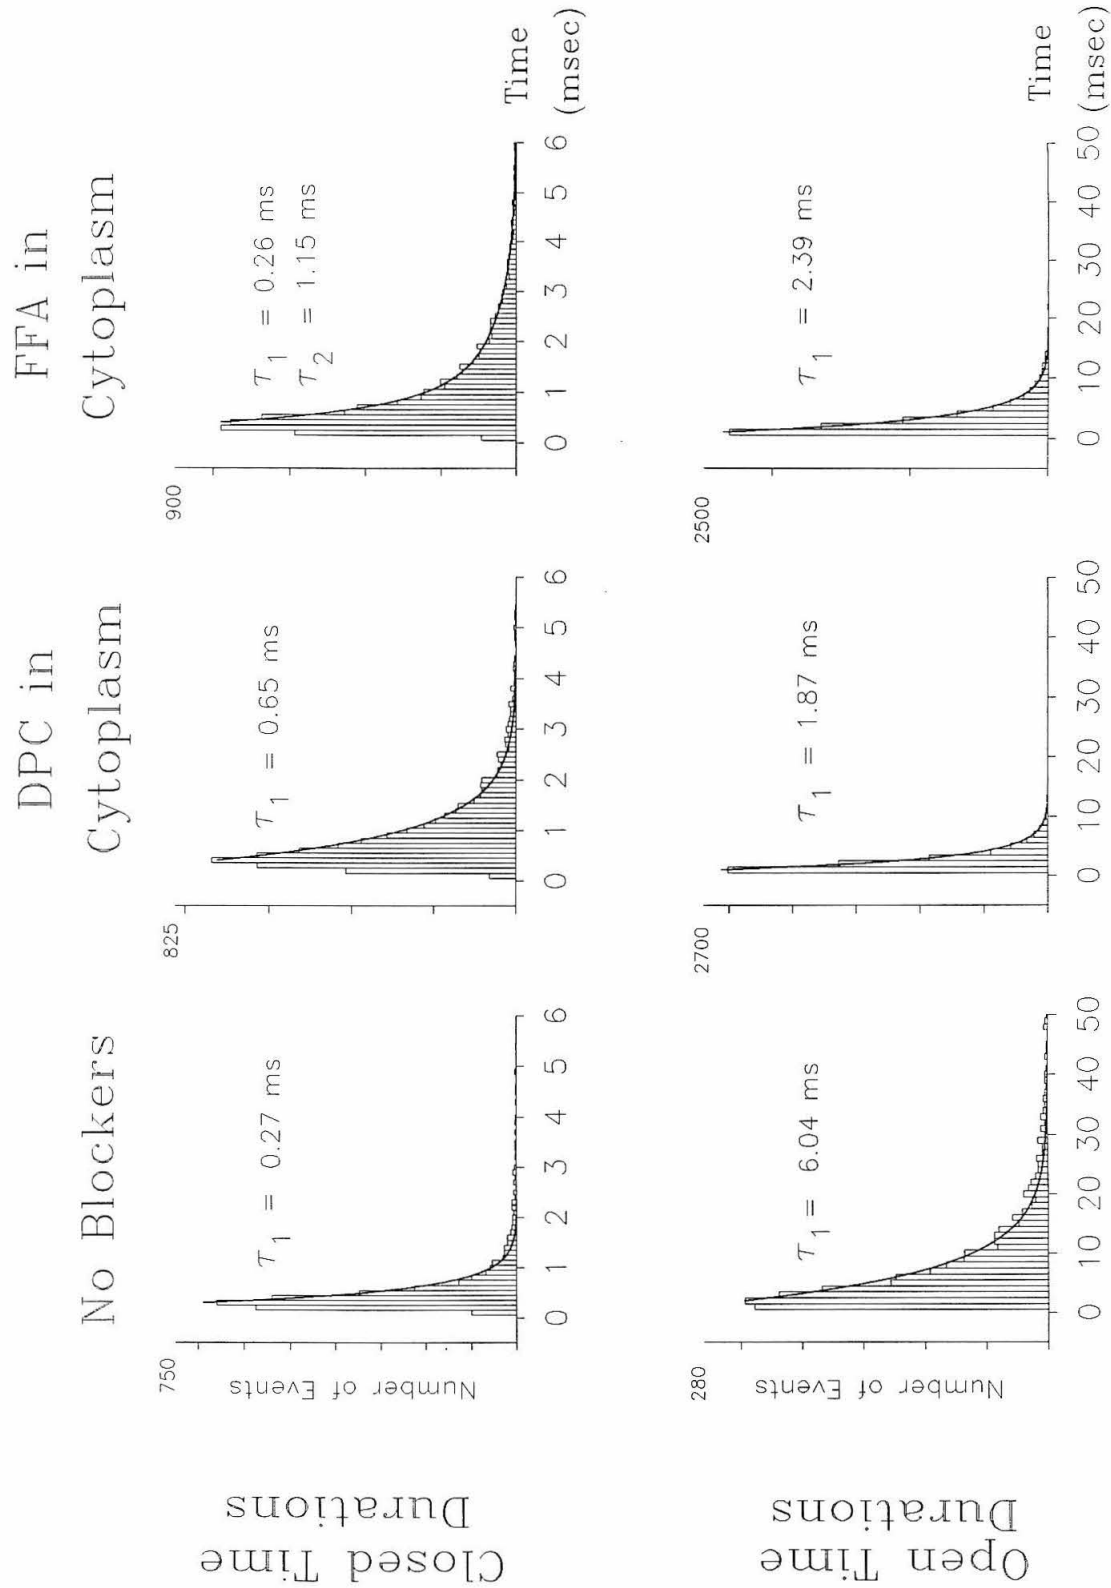 No Blockers
DPC in
Cytoplasm
FFA in
Cytoplasm
Closed Time
Durations
Number of Events
750
τ1 = 0.27 ms
0 1 2 3 4 5 6
825
τ1 = 0.65 ms
0 1 2 3 4 5 6
900
τ1 = 0.26 ms
τ2 = 1.15 ms
0 1 2 3 4 5 6
Time
(msec)
Open Time
Durations
Number of Events
280
τ1 = 6.04 ms
0 10 20 30 40 50
2700
τ1 = 1.87 ms
0 10 20 30 40 50
2500
τ1 = 2.39 ms
0 10 20 30 40 50
Time
(msec)